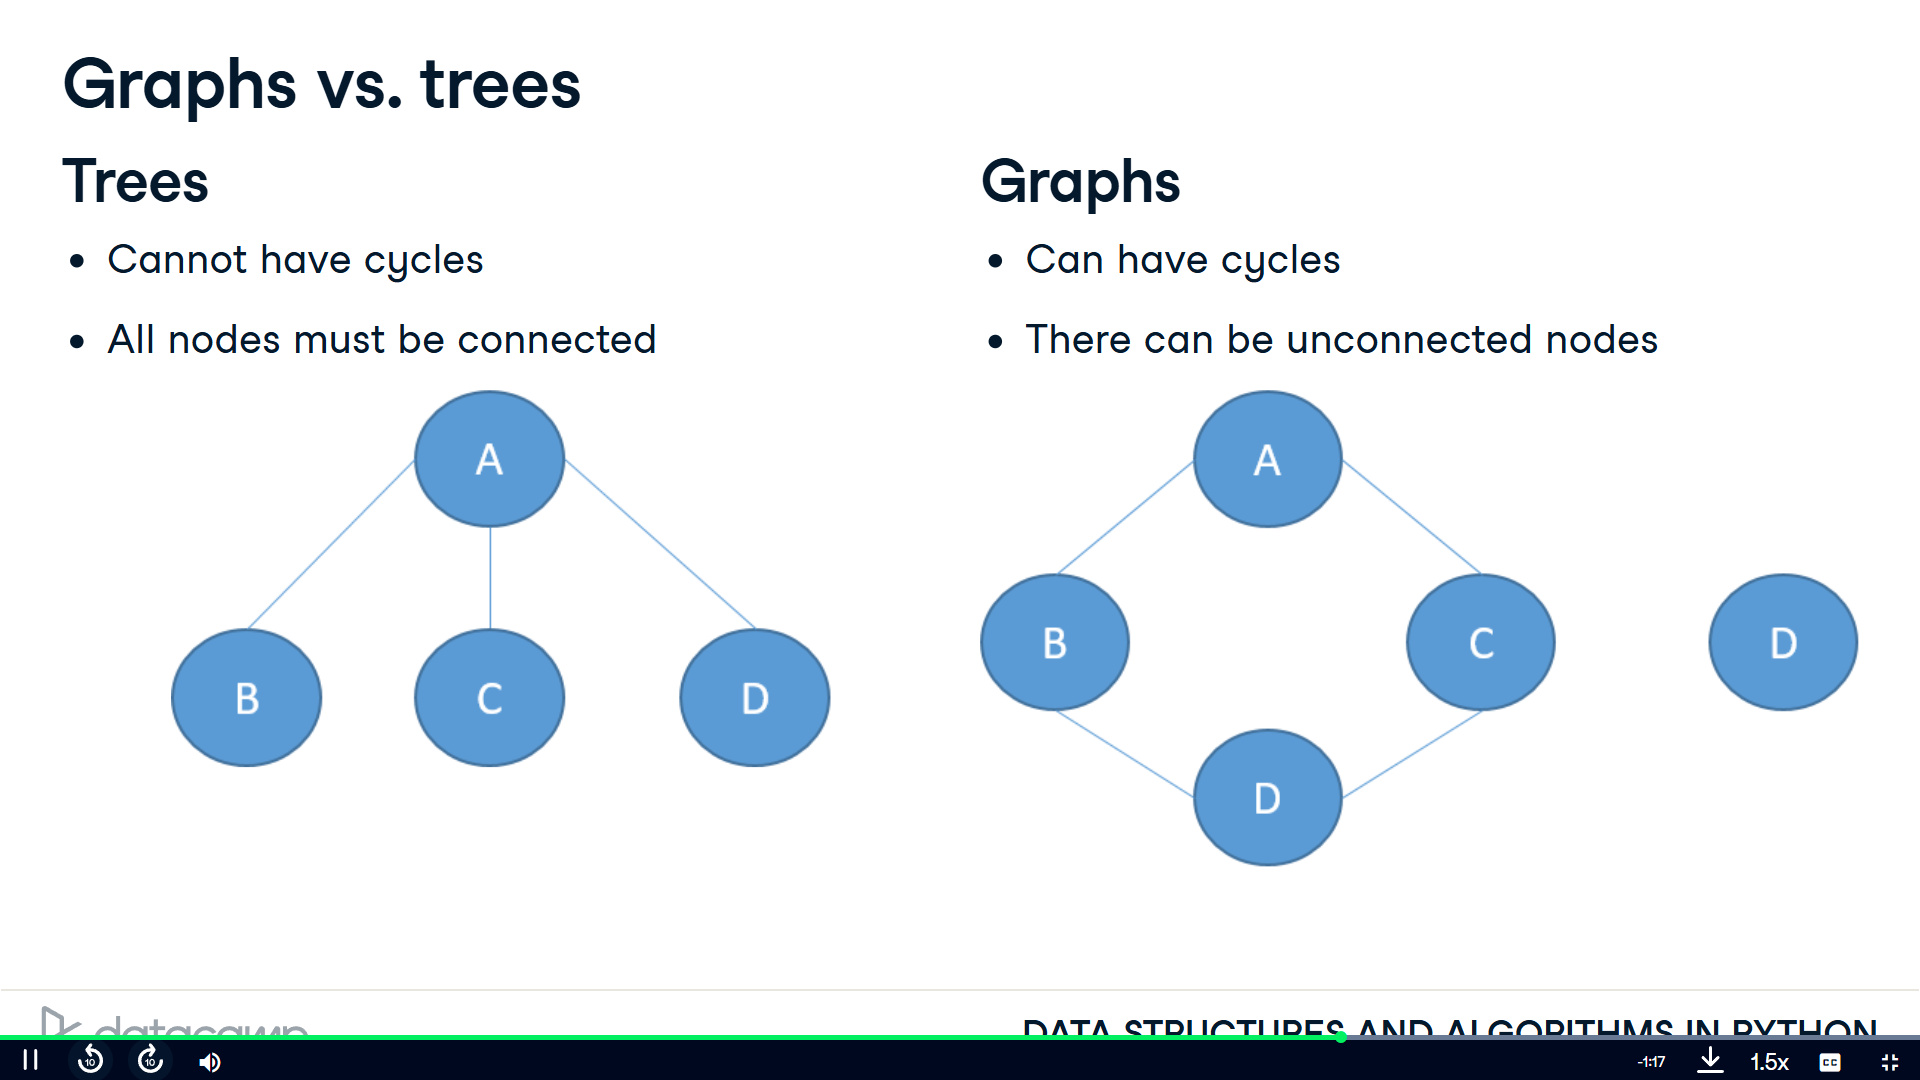 Graphs vs. trees
Trees
• Cannot have cycles
• All nodes must be connected
A
B
C
D
Graphs
• Can have cycles
• There can be unconnected nodes
A
B
C
D
D
datacamp
DATA STRUCTURES AND ALGORITHMS IN PYTHON
10
10
-1:17
1.5x
CC